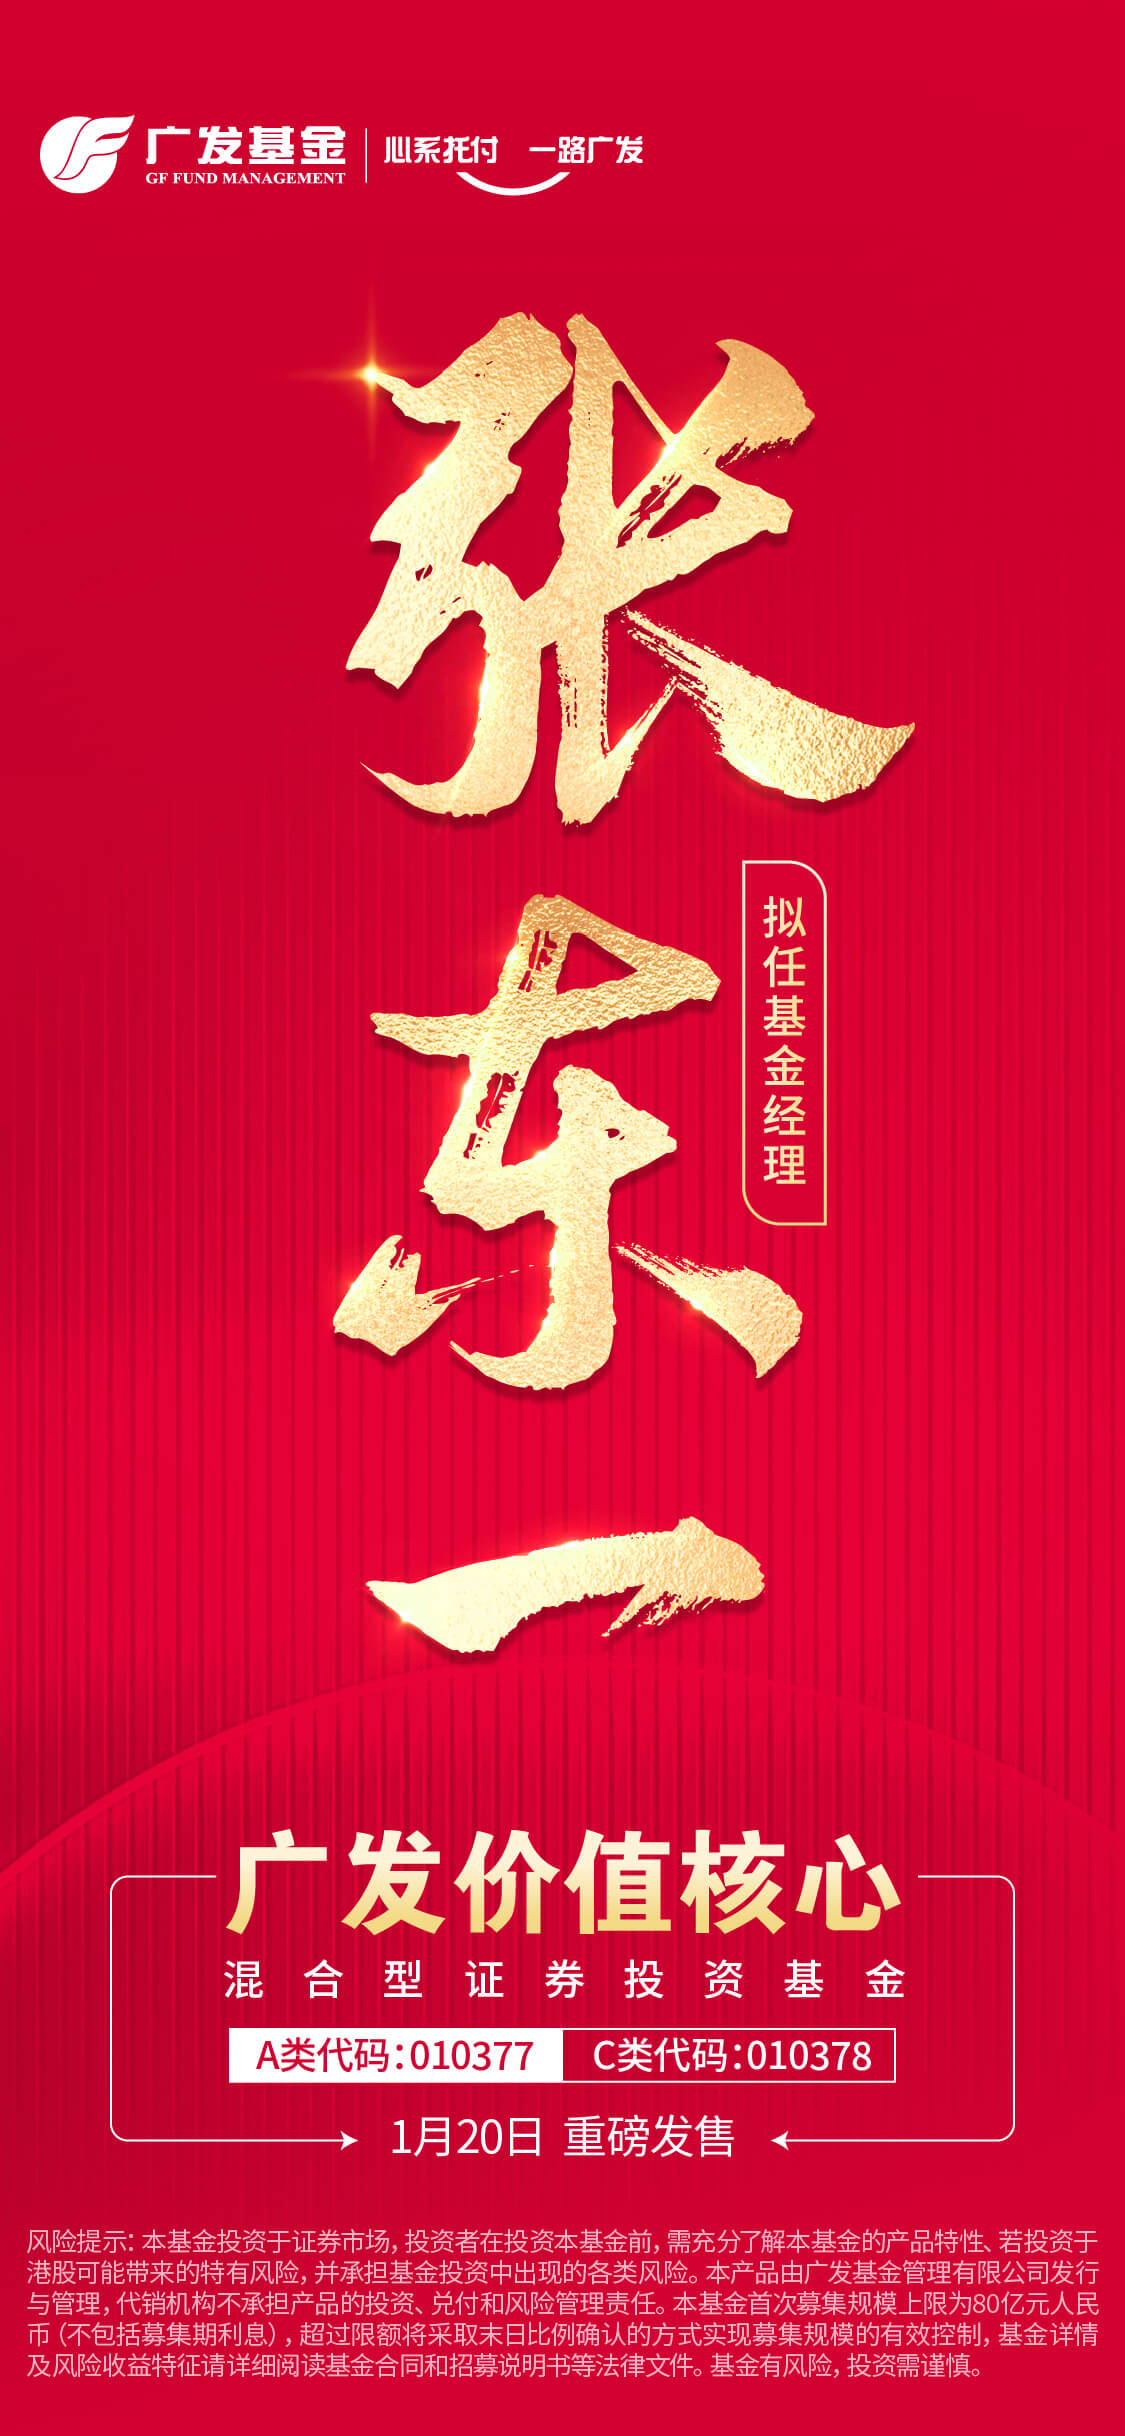 广发基金
GF FUND MANAGEMENT
心系托付 一路广发
张东一
拟任基金经理
广发价值核心
混合型证券投资基金
A类代码：010377
C类代码：010378
1月20日 重磅发售
风险提示：本基金投资于证券市场，投资者在投资本基金前，需充分了解本基金的产品特性、若投资于
港股可能带来的特有风险，并承担基金投资中出现的各类风险。本产品由广发基金管理有限公司发行
与管理，代销机构不承担产品的投资、兑付和风险管理责任。本基金首次募集规模上限为80亿元人民
币（不包括募集期利息），超过限额将采取末日比例确认的方式实现募集规模的有效控制，基金详情
及风险收益特征请详细阅读基金合同和招募说明书等法律文件。基金有风险，投资需谨慎。